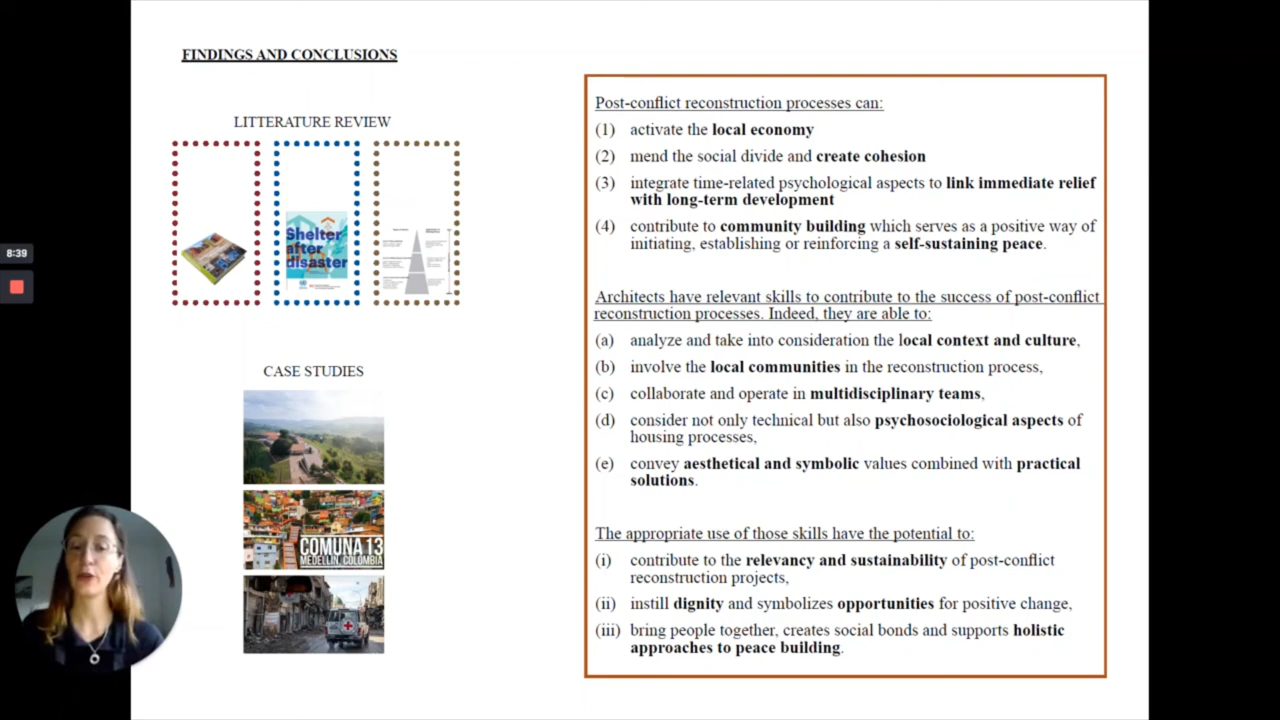 FINDINGS AND CONCLUSIONS
LITTERATURE REVIEW
Shelter
after
disaster
CASE STUDIES
COMUNA 13
MEDELLIN, COLOMBIA
8:39
Post-conflict reconstruction processes can:
(1) activate the local economy
(2) mend the social divide and create cohesion
(3) integrate time-related psychological aspects to link immediate relief
with long-term development
(4) contribute to community building which serves as a positive way of
initiating, establishing or reinforcing a self-sustaining peace.
Architects have relevant skills to contribute to the success of post-conflict
reconstruction processes. Indeed, they are able to:
(a) analyze and take into consideration the local context and culture,
(b) involve the local communities in the reconstruction process,
(c) collaborate and operate in multidisciplinary teams,
(d) consider not only technical but also psychosociological aspects of
housing processes,
(e) convey aesthetical and symbolic values combined with practical
solutions.
The appropriate use of those skills have the potential to:
(i) contribute to the relevancy and sustainability of post-conflict
reconstruction projects,
(ii) instill dignity and symbolizes opportunities for positive change,
(iii) bring people together, creates social bonds and supports holistic
approaches to peace building.